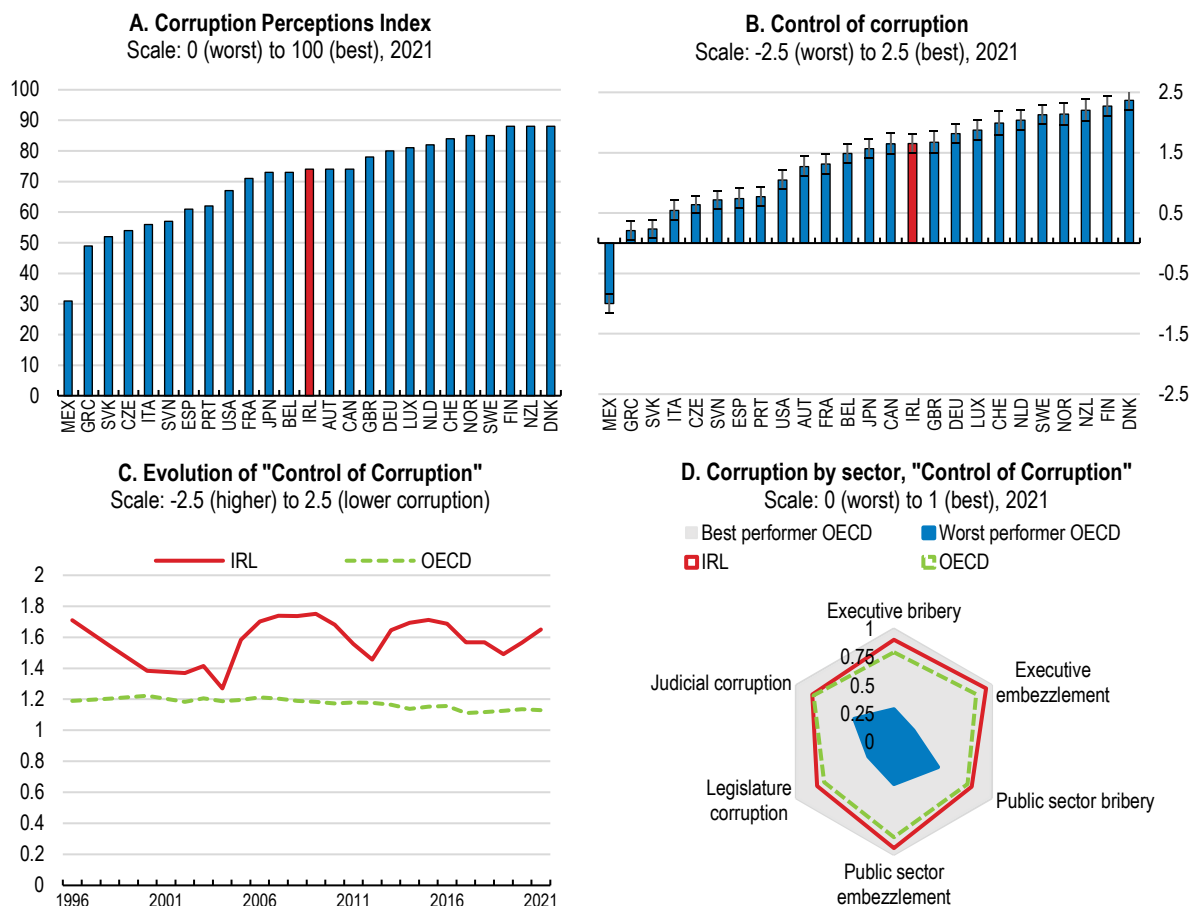 A. Corruption Perceptions Index
Scale: 0 (worst) to 100 (best), 2021
100
90
80
70
60
50
40
30
20
10
0
MEX GRC SVK CZE ITA SVN ESP PRT USA FRA JPN BEL IRL AUT CAN GBR DEU LUX NLD CHE NOR SWE FIN NZL DNK
B. Control of corruption
Scale: -2.5 (worst) to 2.5 (best), 2021
2.5
1.5
0.5
-0.5
-1.5
-2.5
MEX GRC SVK ITA CZE SVN ESP PRT USA AUT FRA BEL JPN CAN IRL GBR DEU LUX CHE NLD SWE NOR NZL FIN DNK
C. Evolution of "Control of Corruption"
Scale: -2.5 (higher) to 2.5 (lower corruption)
IRL OECD
2
1.8
1.6
1.4
1.2
1
0.8
0.6
0.4
0.2
0
1996 2001 2006 2011 2016 2021
D. Corruption by sector, "Control of Corruption"
Scale: 0 (worst) to 1 (best), 2021
Best performer OECD Worst performer OECD
IRL OECD
Executive bribery
1
0.75
0.5
0.25
0
Executive
embezzlement
Public sector bribery
Public sector
embezzlement
Legislature
corruption
Judicial corruption